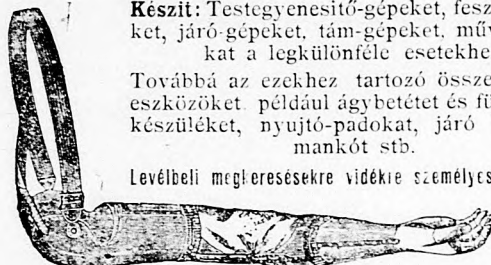 Készit: Testegyenesitő-gépeket, fesz
ket, járó-gépeket, tám-gépeket, műv
kat a legkülönféle esetekhe
Továbbá az ezekhez tartozó össze
eszközöket. például ágybetétet és fü
készüléket, nyujtó-padokat, járó
mankót stb.
Levélbeli megkeresésekre vidékre személyes